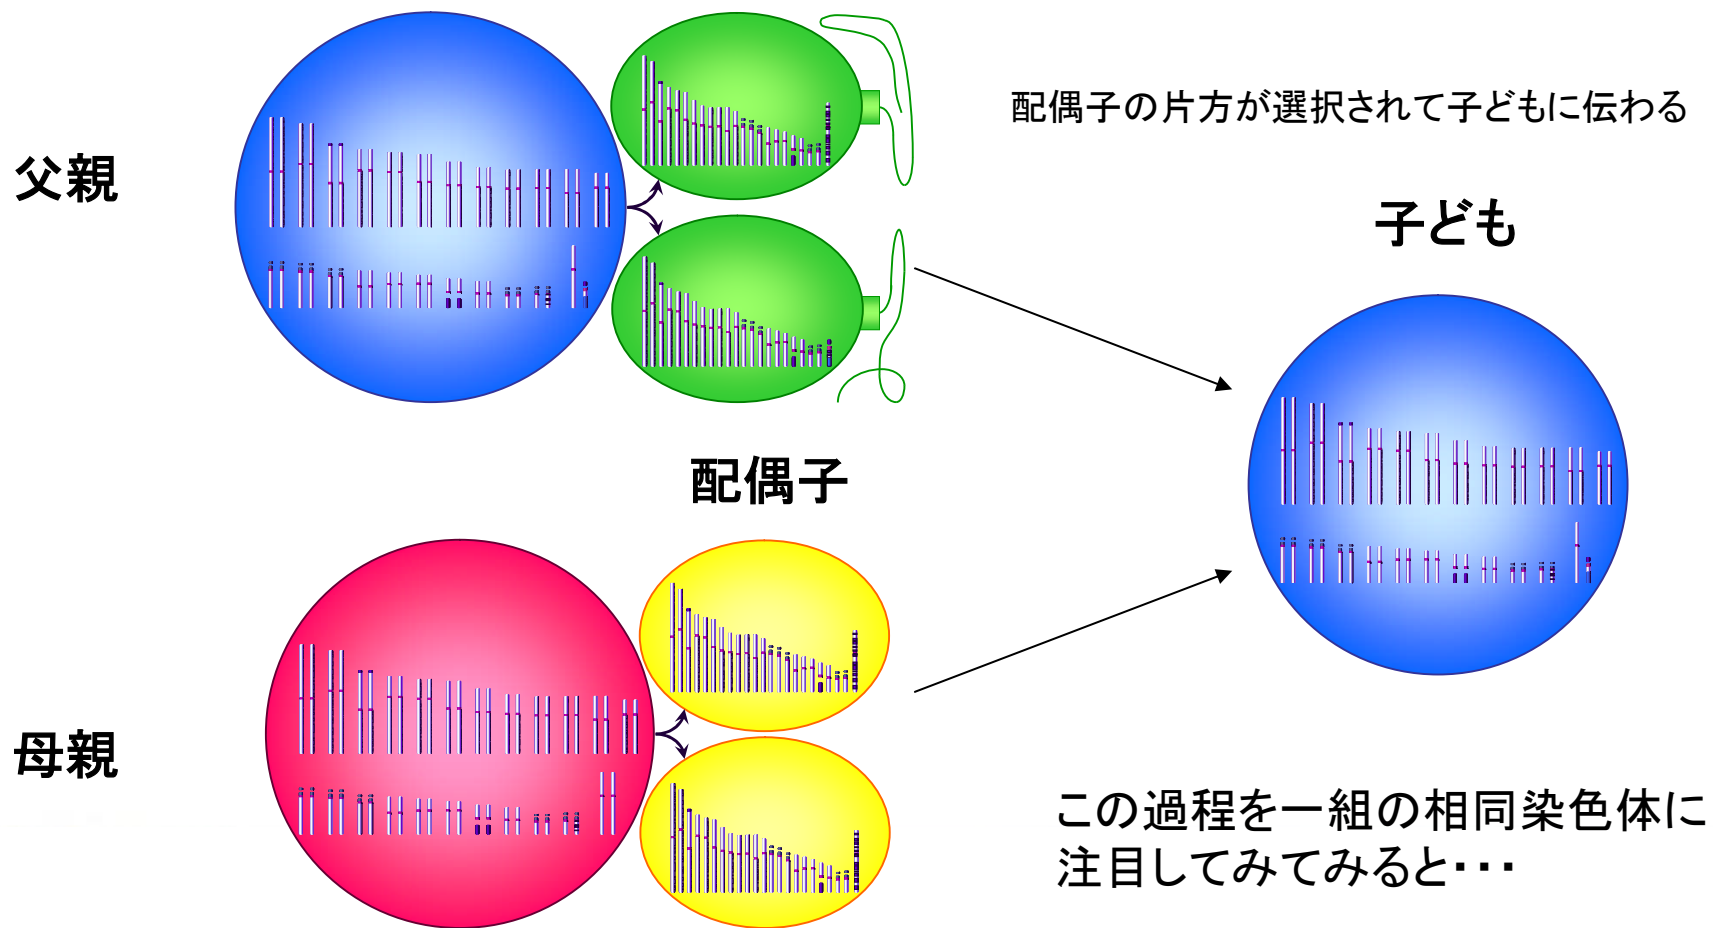 配偶子の片方が選択されて子どもに伝わる
父親
子ども
配偶子
母親
この過程を一組の相同染色体に
注目してみてみると・・・